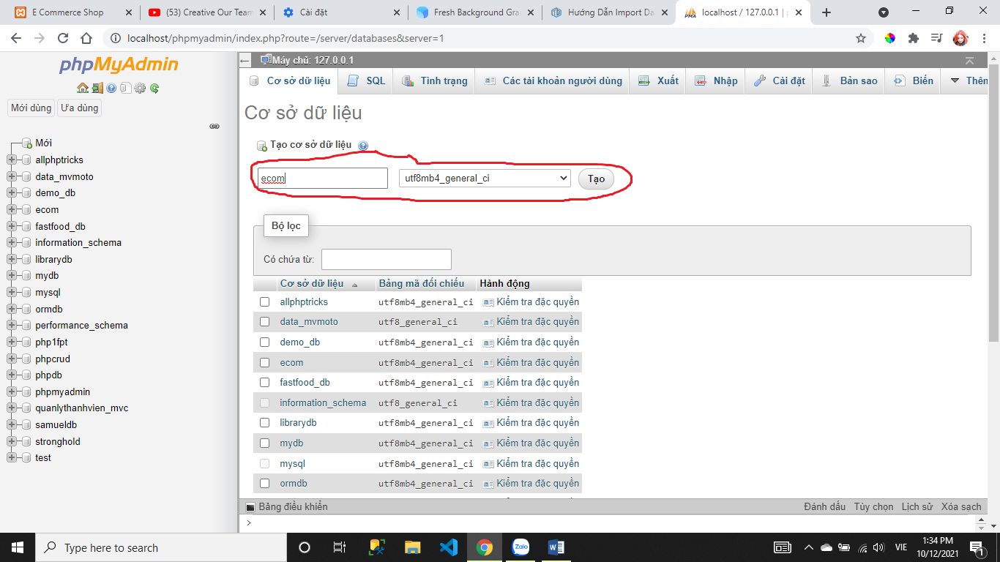 E Commerce Shop
(53) Creative Our Tean
Cài đặt
Fresh Background Gra
Hướng Dẫn Import Da
localhost / 127.0.0.1 | p
localhost/phpmyadmin/index.php?route=/server/databases&server=1
phpMyAdmin
Mới dùng Ưa dùng
Mới
allphptricks
data_mvmoto
demo_db
ecom
fastfood_db
information_schema
librarydb
mydb
mysql
ormdb
performance_schema
php1fpt
phpcrud
phpdb
phpmyadmin
quanlythanhvien_mvc
samueldb
stronghold
test
Máy chủ: 127.0.0.1
Cơ sở dữ liệu SQL Tình trạng Các tài khoản người dùng Xuất Nhập Cài đặt Bản sao Biến Thêm
Cơ sở dữ liệu
Tạo cơ sở dữ liệu
ecom utf8mb4_general_ci Tạo
Bộ lọc
Có chứa từ:
Cơ sở dữ liệu Bảng mã đối chiếu Hành động
allphptricks utf8mb4_general_ci Kiểm tra đặc quyền
data_mvmoto utf8_general_ci Kiểm tra đặc quyền
demo_db utf8mb4_general_ci Kiểm tra đặc quyền
ecom utf8mb4_general_ci Kiểm tra đặc quyền
fastfood_db utf8mb4_general_ci Kiểm tra đặc quyền
information_schema utf8_general_ci Kiểm tra đặc quyền
librarydb utf8mb4_general_ci Kiểm tra đặc quyền
mydb utf8mb4_general_ci Kiểm tra đặc quyền
mysql utf8mb4_general_ci Kiểm tra đặc quyền
ormdb utf8mb4_general_ci Kiểm tra đặc quyền
Bảng điều khiển Đánh dấu Tùy chọn Lịch sử Xóa sạch
>
Type here to search
Zalo
VIE
1:34 PM
10/12/2021
1